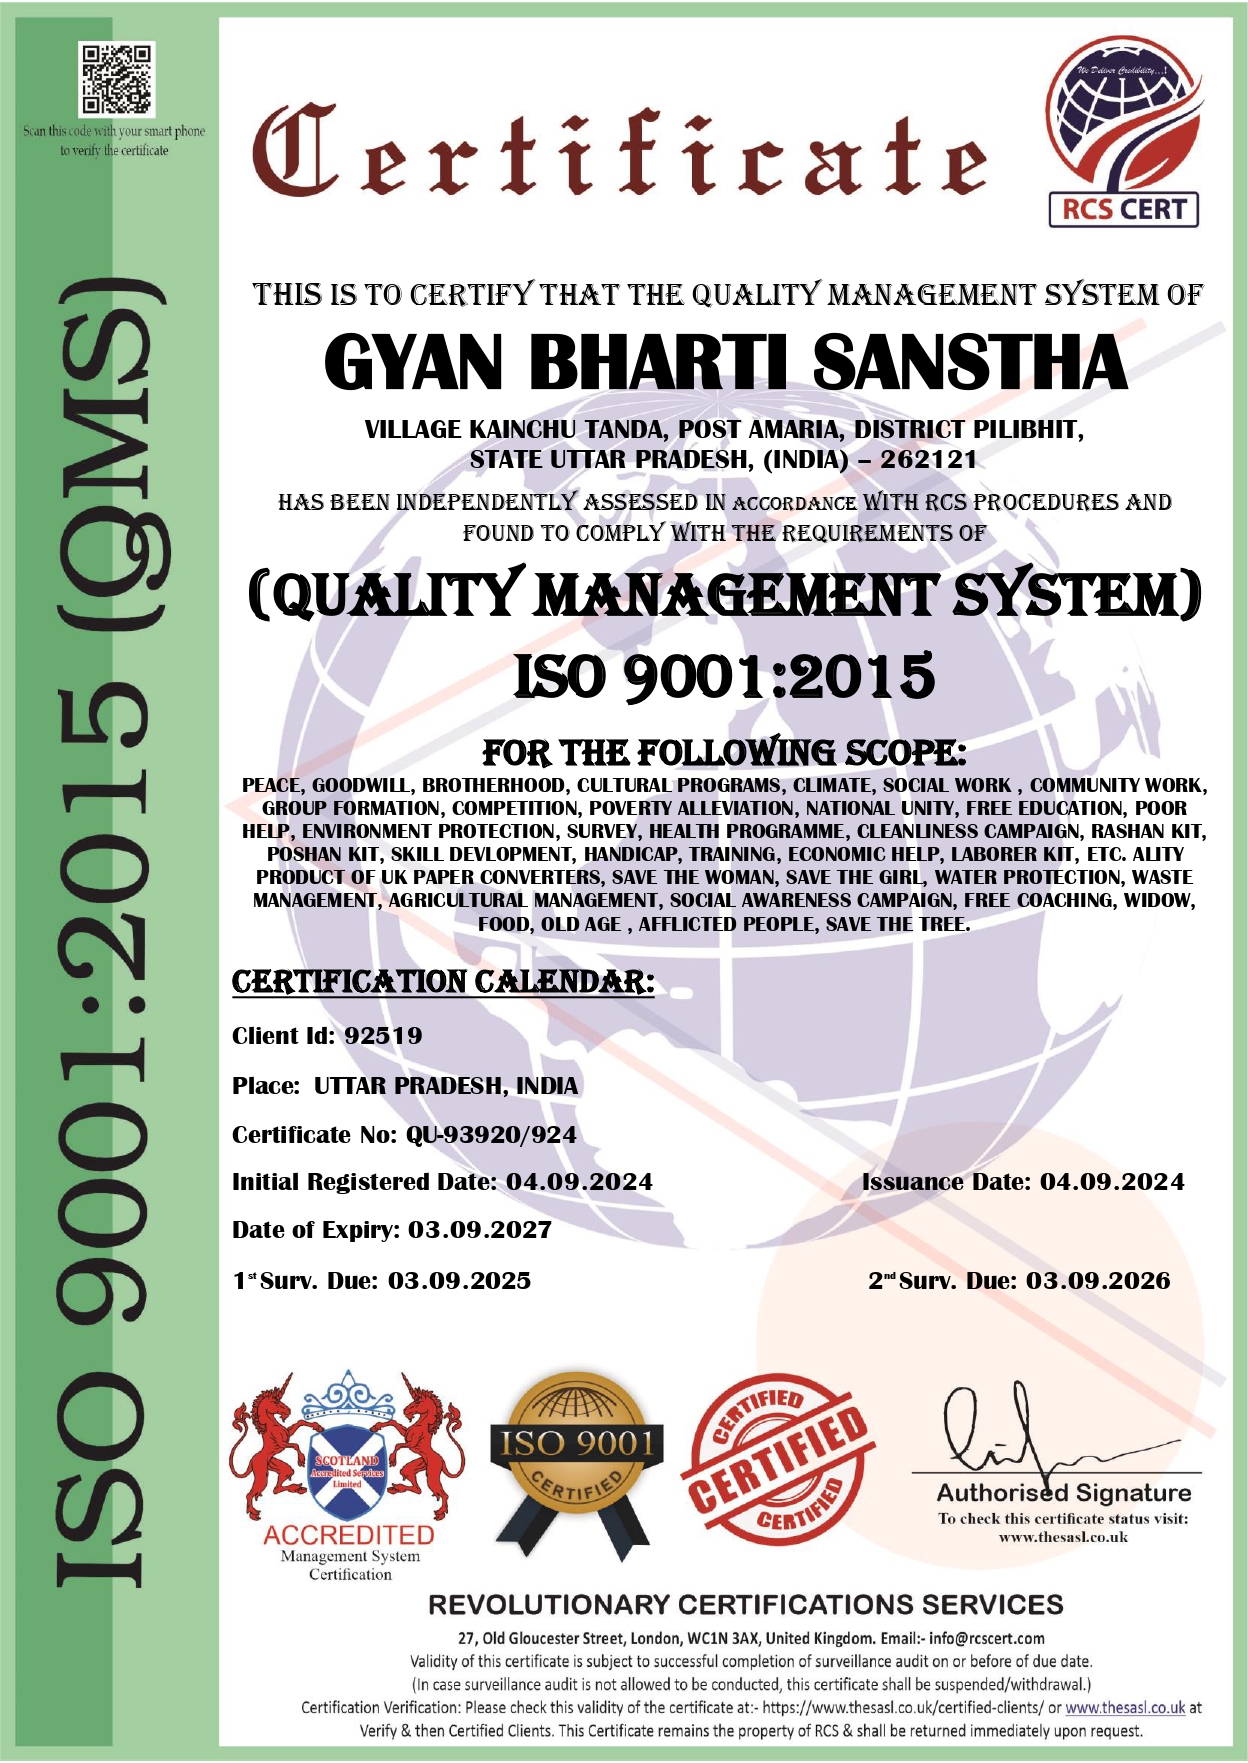 Scan this code with your smart phone
to verify the certificate
ISO 9001:2015 (QMS)
Certificate
We Deliver Credibility...!
RCS CERT
THIS IS TO CERTIFY THAT THE QUALITY MANAGEMENT SYSTEM OF
GYAN BHARTI SANSTHA
VILLAGE KAINCHU TANDA, POST AMARIA, DISTRICT PILIBHIT,
STATE UTTAR PRADESH, (INDIA) – 262121
HAS BEEN INDEPENDENTLY ASSESSED IN ACCORDANCE WITH RCS PROCEDURES AND
FOUND TO COMPLY WITH THE REQUIREMENTS OF
(QUALITY MANAGEMENT SYSTEM)
ISO 9001:2015
FOR THE FOLLOWING SCOPE:
PEACE, GOODWILL, BROTHERHOOD, CULTURAL PROGRAMS, CLIMATE, SOCIAL WORK , COMMUNITY WORK,
GROUP FORMATION, COMPETITION, POVERTY ALLEVIATION, NATIONAL UNITY, FREE EDUCATION, POOR
HELP, ENVIRONMENT PROTECTION, SURVEY, HEALTH PROGRAMME, CLEANLINESS CAMPAIGN, RASHAN KIT,
POSHAN KIT, SKILL DEVLOPMENT, HANDICAP, TRAINING, ECONOMIC HELP, LABORER KIT, ETC. ALITY
PRODUCT OF UK PAPER CONVERTERS, SAVE THE WOMAN, SAVE THE GIRL, WATER PROTECTION, WASTE
MANAGEMENT, AGRICULTURAL MANAGEMENT, SOCIAL AWARENESS CAMPAIGN, FREE COACHING, WIDOW,
FOOD, OLD AGE , AFFLICTED PEOPLE, SAVE THE TREE.
CERTIFICATION CALENDAR:
Client Id: 92519
Place: UTTAR PRADESH, INDIA
Certificate No: QU-93920/924
Initial Registered Date: 04.09.2024 Issuance Date: 04.09.2024
Date of Expiry: 03.09.2027
1st Surv. Due: 03.09.2025 2nd Surv. Due: 03.09.2026
SCOTLAND
Accredited Services
Limited
ACCREDITED
Management System
Certification
ISO 9001
CERTIFIED
CERTIFIED
CERTIFIED
CERTIFIED
Authorised Signature
To check this certificate status visit:
www.thesasl.co.uk
REVOLUTIONARY CERTIFICATIONS SERVICES
27, Old Gloucester Street, London, WC1N 3AX, United Kingdom. Email:- info@rcscert.com
Validity of this certificate is subject to successful completion of surveillance audit on or before of due date.
(In case surveillance audit is not allowed to be conducted, this certificate shall be suspended/withdrawal.)
Certification Verification: Please check this validity of the certificate at:- https://www.thesasl.co.uk/certified-clients/ or www.thesasl.co.uk at
Verify & then Certified Clients. This Certificate remains the property of RCS & shall be returned immediately upon request.